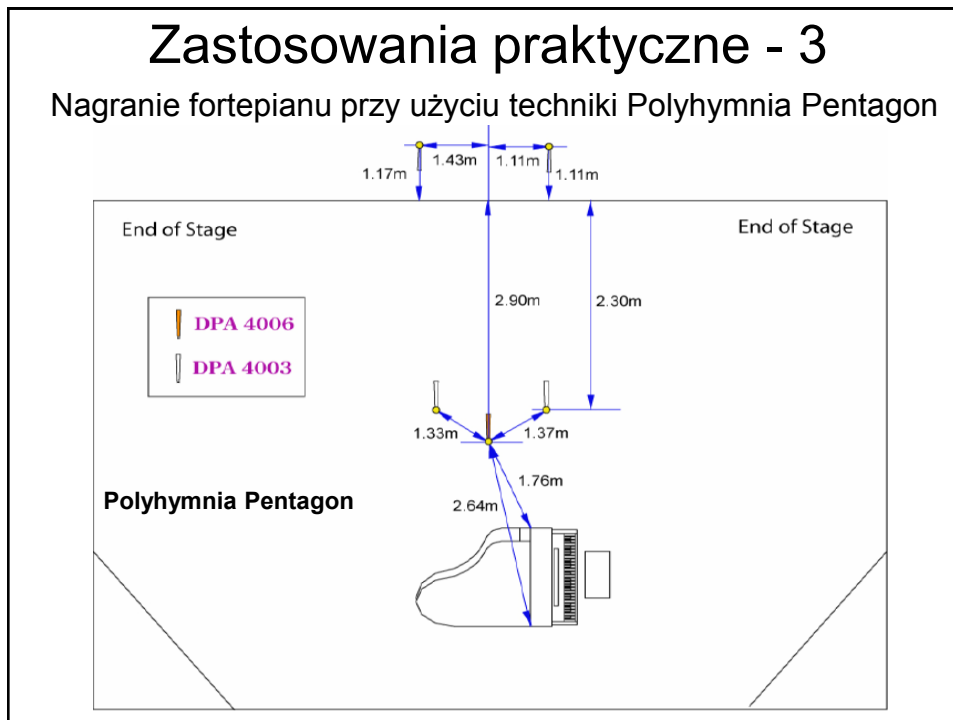 Zastosowania praktyczne - 3
Nagranie fortepianu przy użyciu techniki Polyhymnia Pentagon
1.43m 1.11m
1.17m 1.11m
End of Stage End of Stage
2.90m 2.30m
DPA 4006
DPA 4003
1.33m 1.37m
1.76m
Polyhymnia Pentagon 2.64m